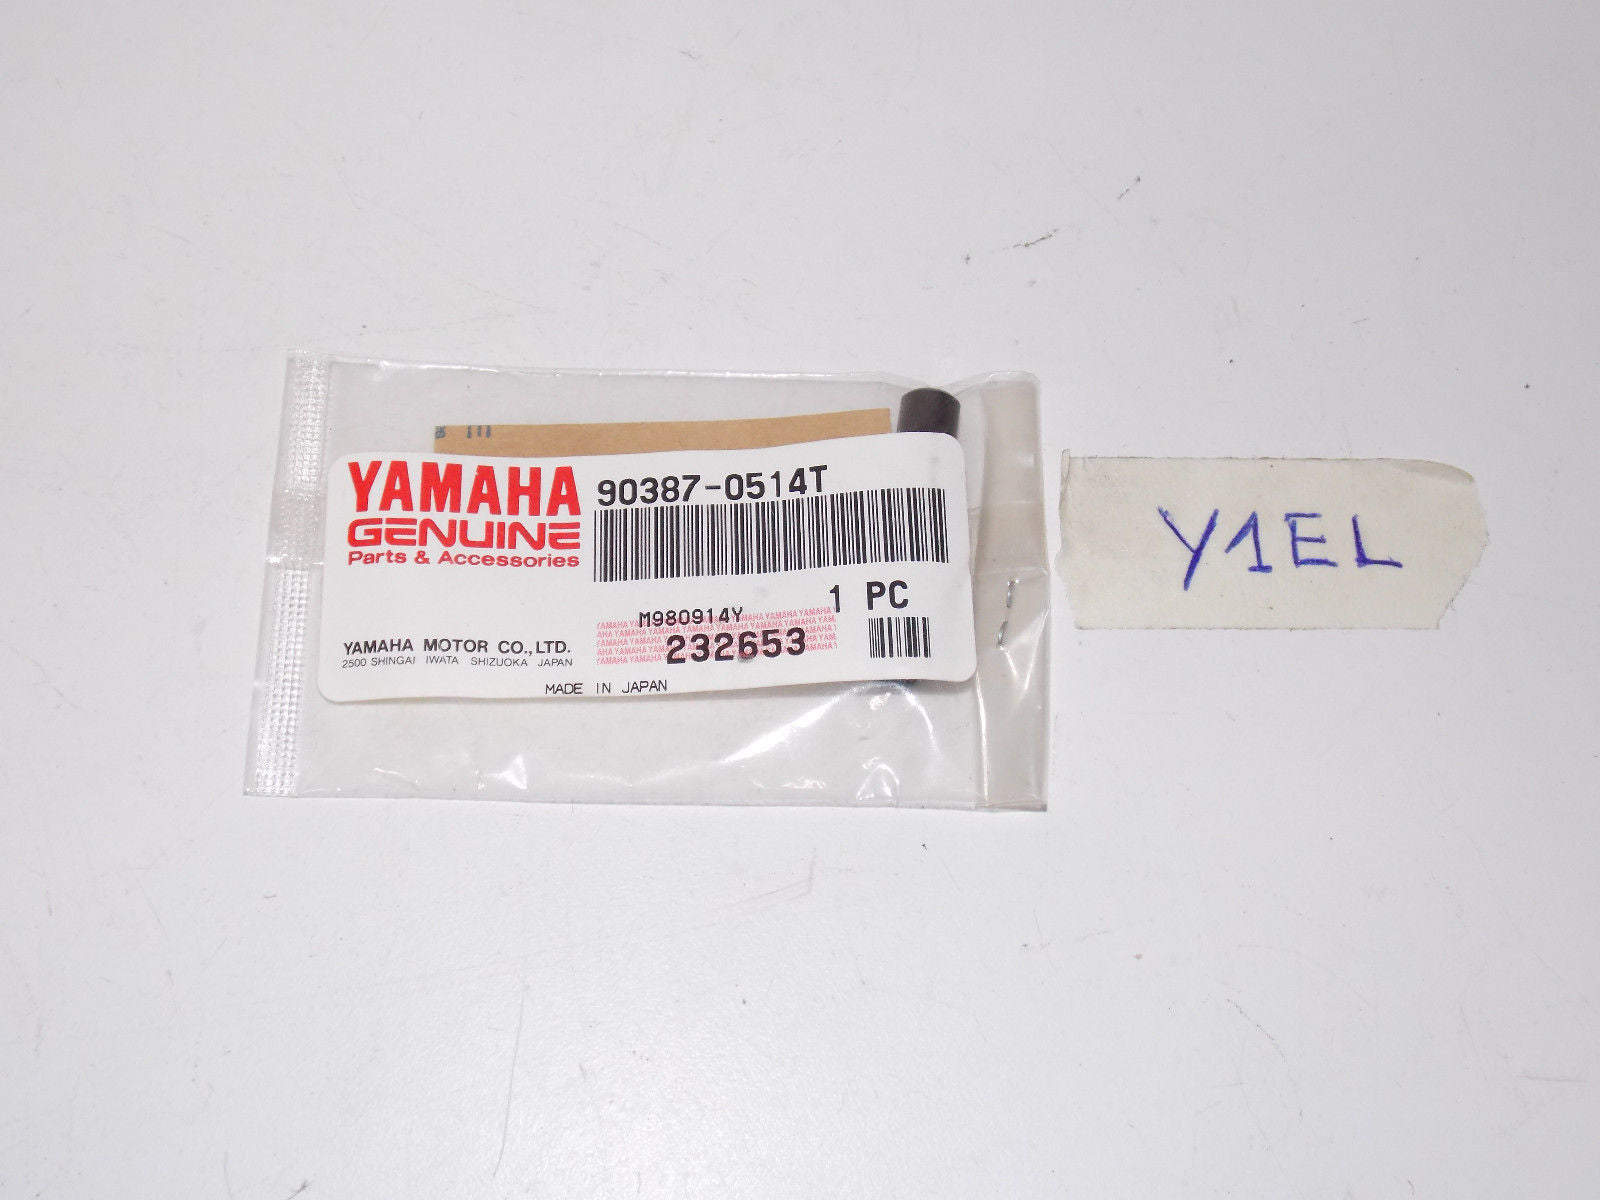 YAMAHA
GENUINE
Parts & Accessories
90387-0514T
1 PC
M980914Y
232653
YAMAHA MOTOR CO.,LTD.
2500 SHINGAI IWATA SHIZUOKA JAPAN
MADE IN JAPAN
Y1EL